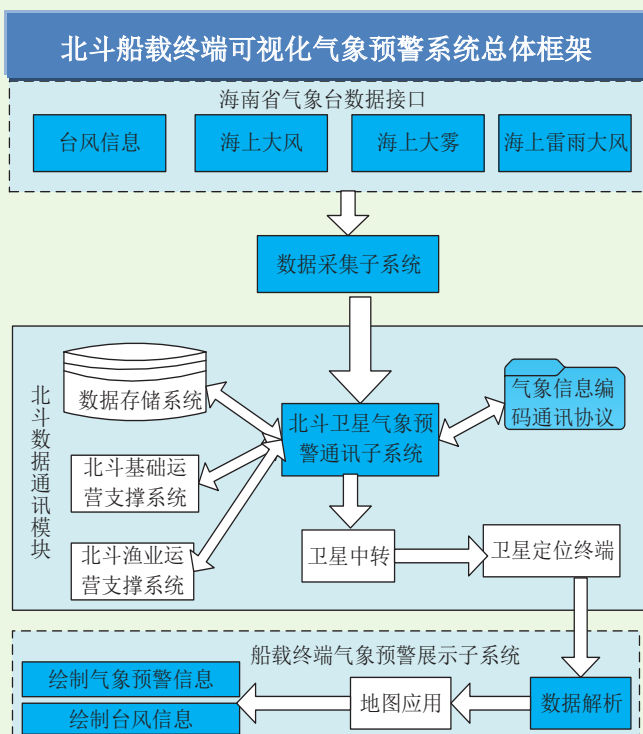 北斗船载终端可视化气象预警系统总体框架
海南省气象台数据接口
台风信息
海上大风
海上大雾
海上雷雨大风
数据采集子系统
北斗数据通讯模块
数据存储系统
北斗卫星气象预
警通讯子系统
气象信息编
码通讯协议
北斗基础运
营支撑系统
北斗渔业运
营支撑系统
卫星中转
卫星定位终端
船载终端气象预警展示子系统
绘制气象预警信息
绘制台风信息
地图应用
数据解析